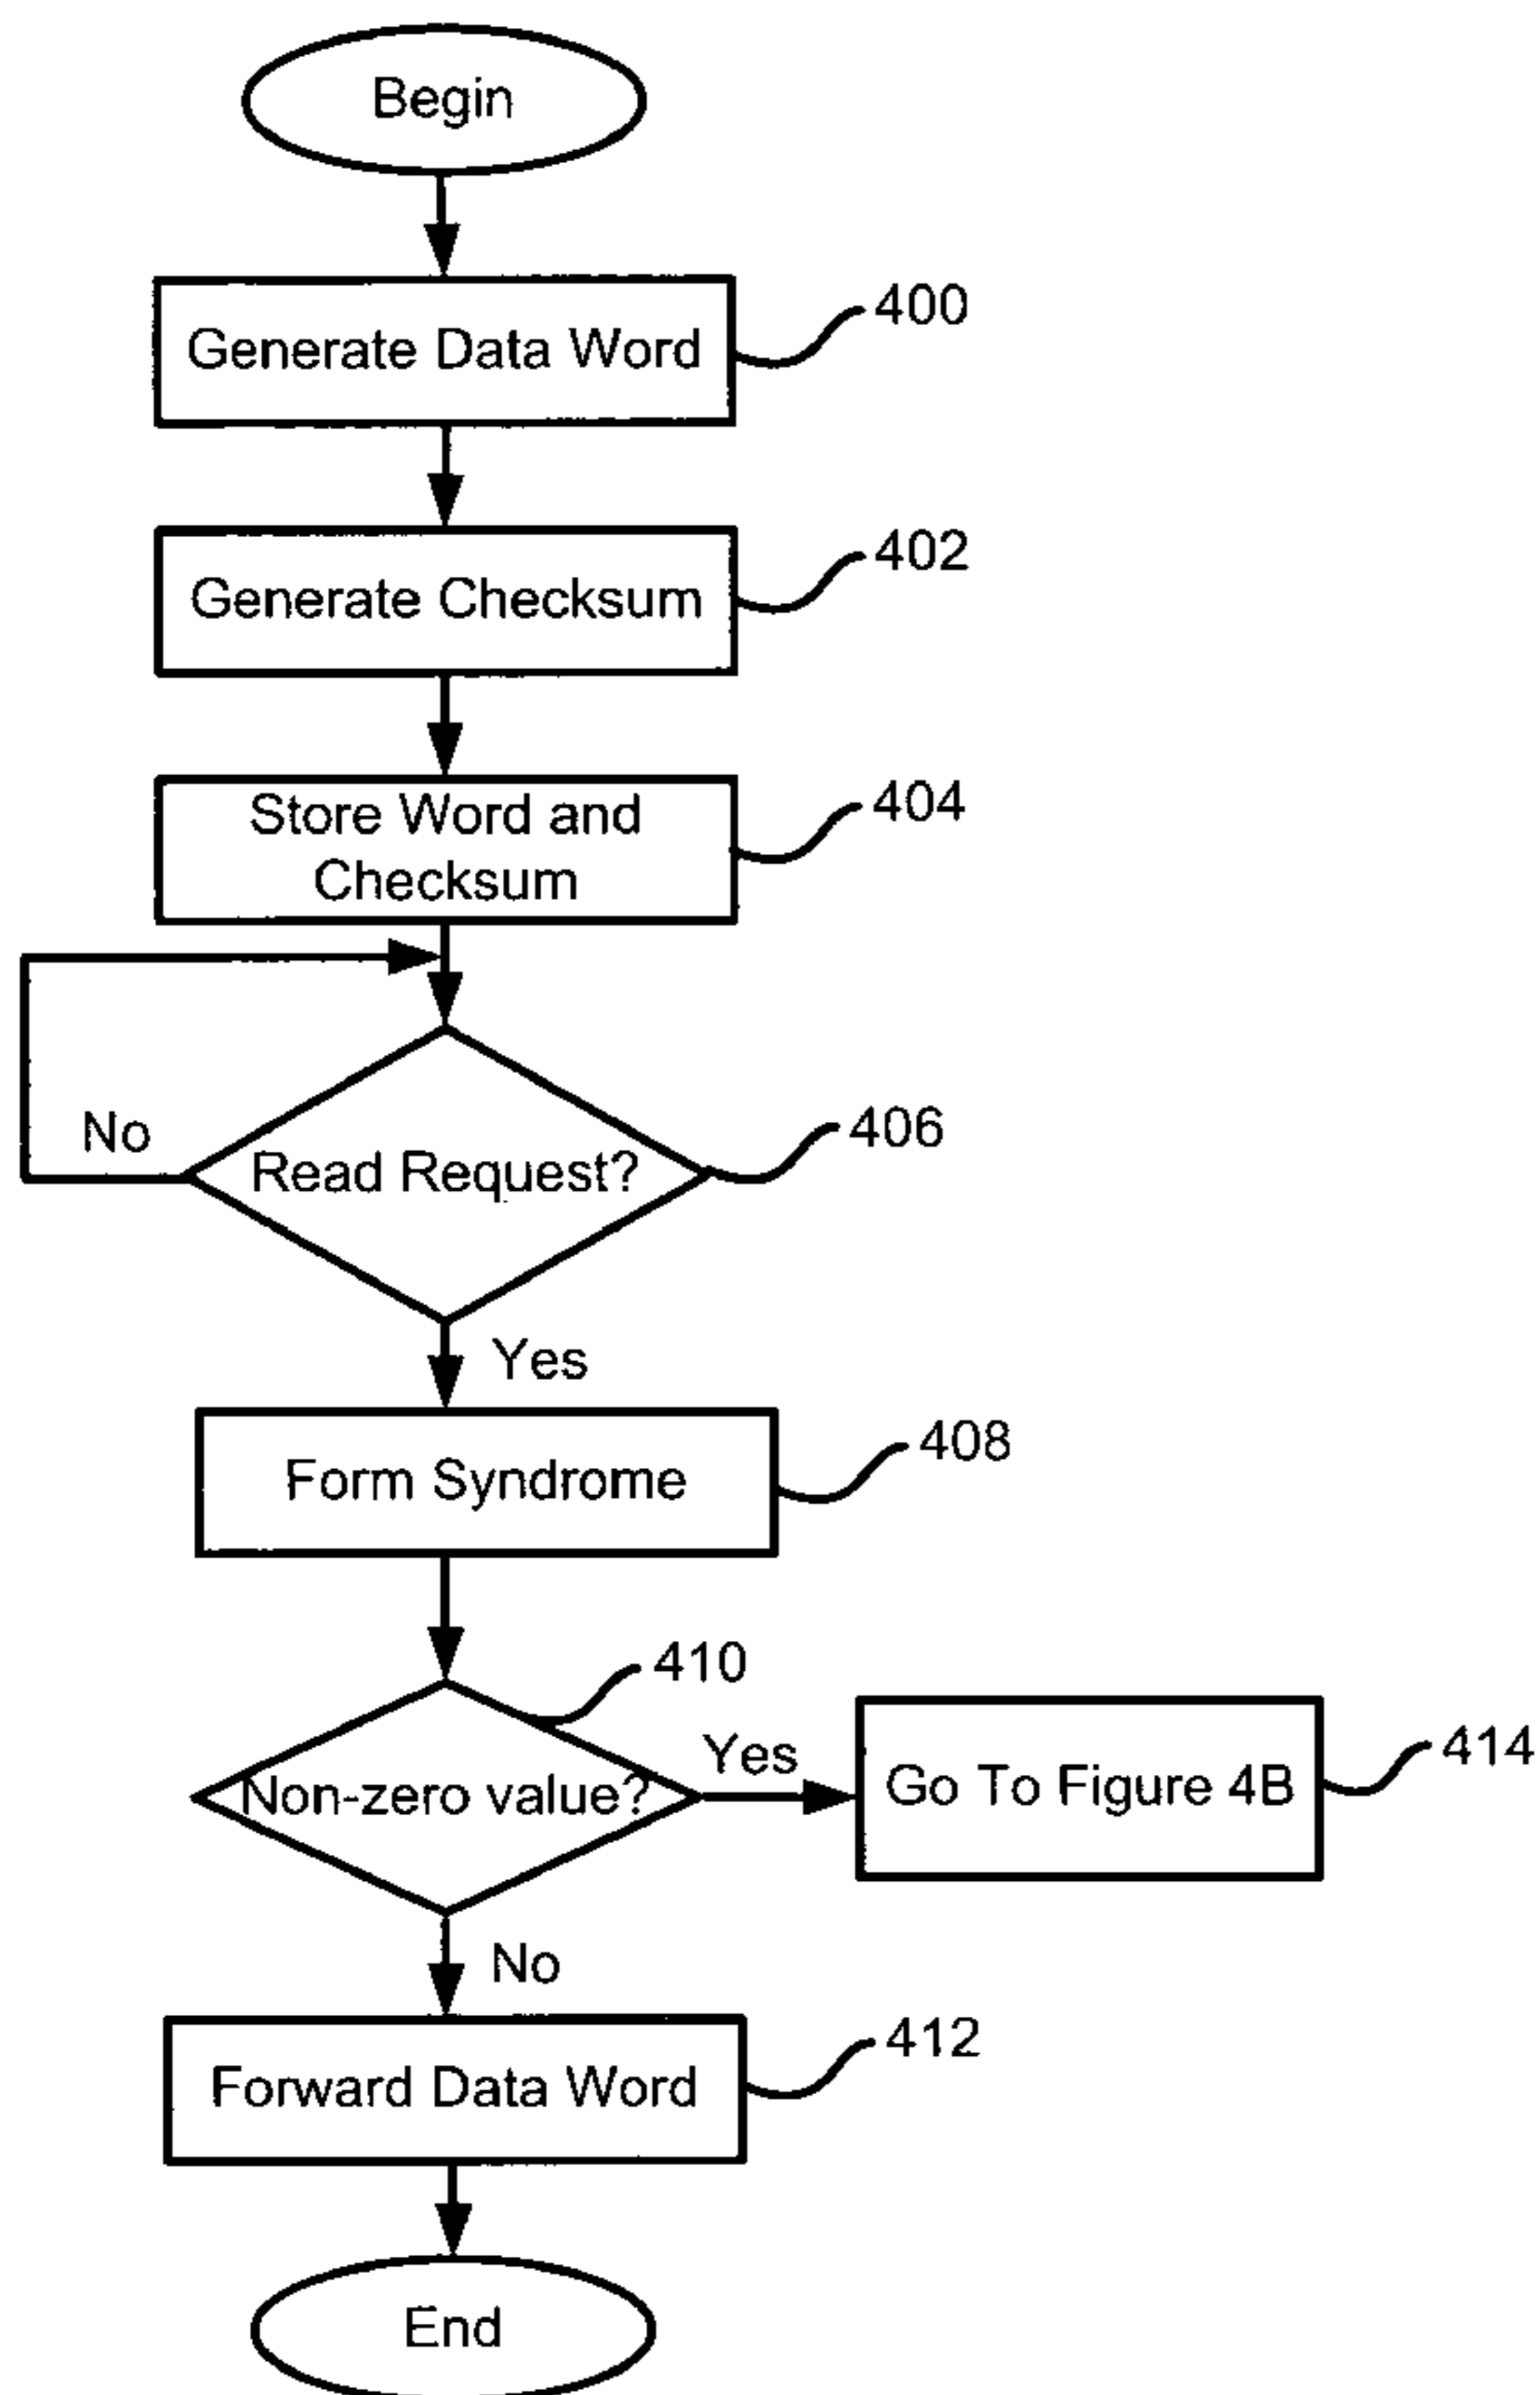 Begin
Generate Data Word
400
Generate Checksum
402
Store Word and
Checksum
404
No
Read Request?
406
Yes
Form Syndrome
408
410
Non-zero value?
Yes
Go To Figure 4B
414
No
Forward Data Word
412
End